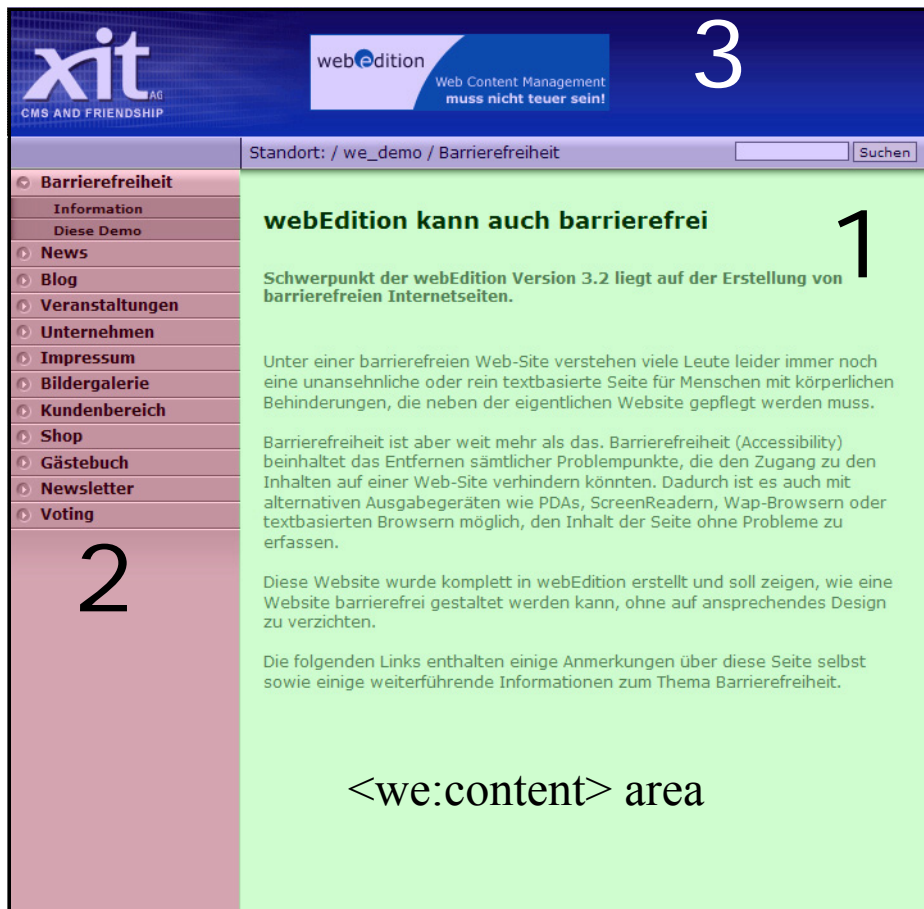 xit AG
CMS AND FRIENDSHIP
webedition
Web Content Management
muss nicht teuer sein!
3
Standort: / we_demo / Barrierefreiheit
Suchen
Barrierefreiheit
Information
Diese Demo
News
Blog
Veranstaltungen
Unternehmen
Impressum
Bildergalerie
Kundenbereich
Shop
Gästebuch
Newsletter
Voting
2
webEdition kann auch barrierefrei
1
Schwerpunkt der webEdition Version 3.2 liegt auf der Erstellung von
barrierefreien Internetseiten.
Unter einer barrierefreien Web-Site verstehen viele Leute leider immer noch
eine unansehnliche oder rein textbasierte Seite für Menschen mit körperlichen
Behinderungen, die neben der eigentlichen Website gepflegt werden muss.
Barrierefreiheit ist aber weit mehr als das. Barrierefreiheit (Accessibility)
beinhaltet das Entfernen sämtlicher Problempunkte, die den Zugang zu den
Inhalten auf einer Web-Site verhindern könnten. Dadurch ist es auch mit
alternativen Ausgabegeräten wie PDAs, ScreenReadern, Wap-Browsern oder
textbasierten Browsern möglich, den Inhalt der Seite ohne Probleme zu
erfassen.
Diese Website wurde komplett in webEdition erstellt und soll zeigen, wie eine
Website barrierefrei gestaltet werden kann, ohne auf ansprechendes Design
zu verzichten.
Die folgenden Links enthalten einige Anmerkungen über diese Seite selbst
sowie einige weiterführende Informationen zum Thema Barrierefreiheit.
<we:content> area